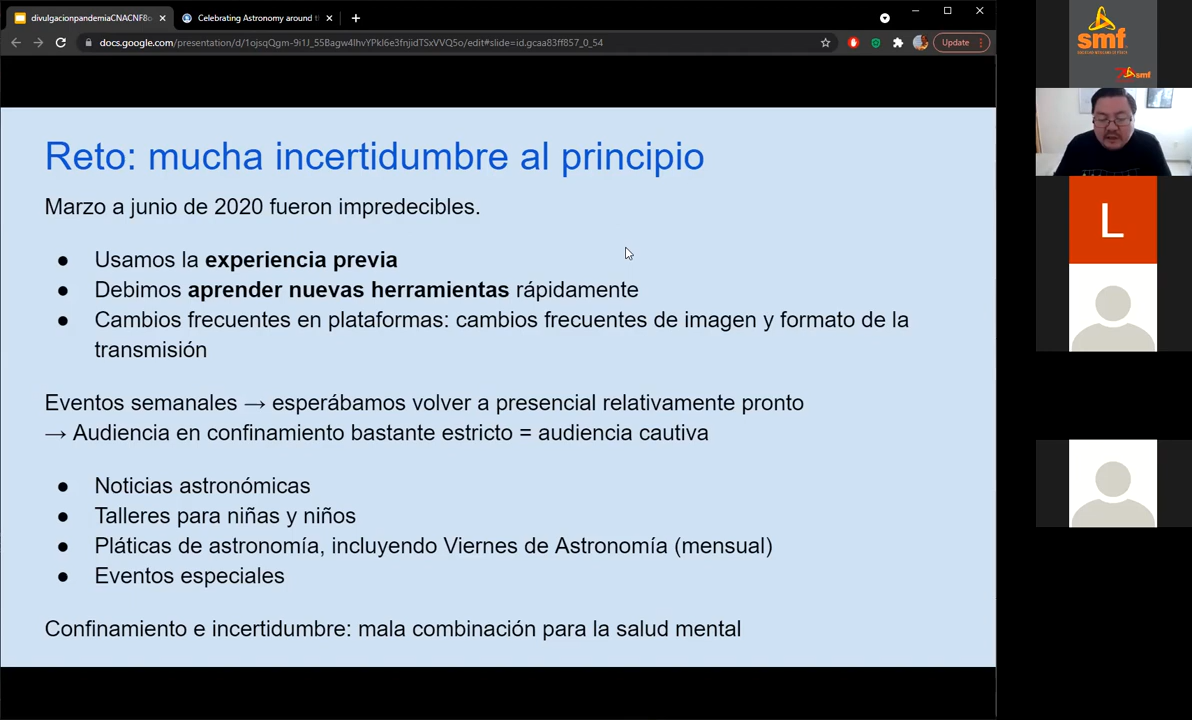 divulgacionpandemiaCNACNF8
Celebrating Astronomy around t
docs.google.com/presentation/d/1ojsqQgm-9i1J_55Bagw4lhvYPkl6e3fnjidTSxVVQ5o/edit#slide=id.gcaa83ff857_0_54
Update
smf
smf
Reto: mucha incertidumbre al principio
Marzo a junio de 2020 fueron impredecibles.
● Usamos la experiencia previa
● Debimos aprender nuevas herramientas rápidamente
● Cambios frecuentes en plataformas: cambios frecuentes de imagen y formato de la
transmisión
Eventos semanales → esperábamos volver a presencial relativamente pronto
→ Audiencia en confinamiento bastante estricto = audiencia cautiva
● Noticias astronómicas
● Talleres para niñas y niños
● Pláticas de astronomía, incluyendo Viernes de Astronomía (mensual)
● Eventos especiales
Confinamiento e incertidumbre: mala combinación para la salud mental
L